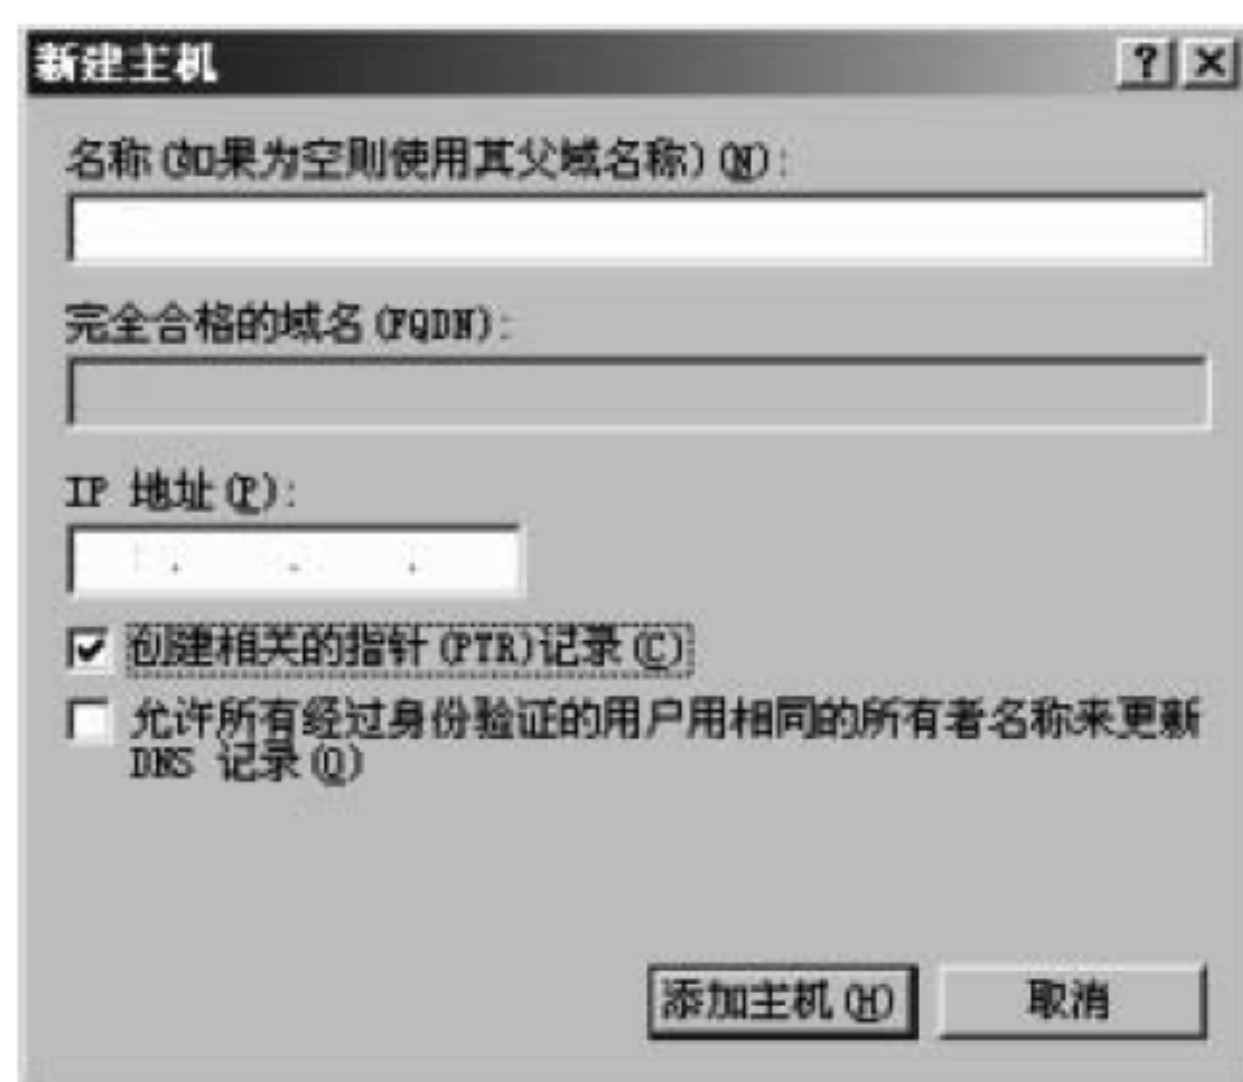 新建主机
名称(如果为空则使用其父域名称)(N):
完全合格的域名(FQDN):
IP 地址(P):
创建相关的指针(PTR)记录(C)
允许所有经过身份验证的用户用相同的所有者名称来更新
DNS 记录(O)
添加主机(H)
取消